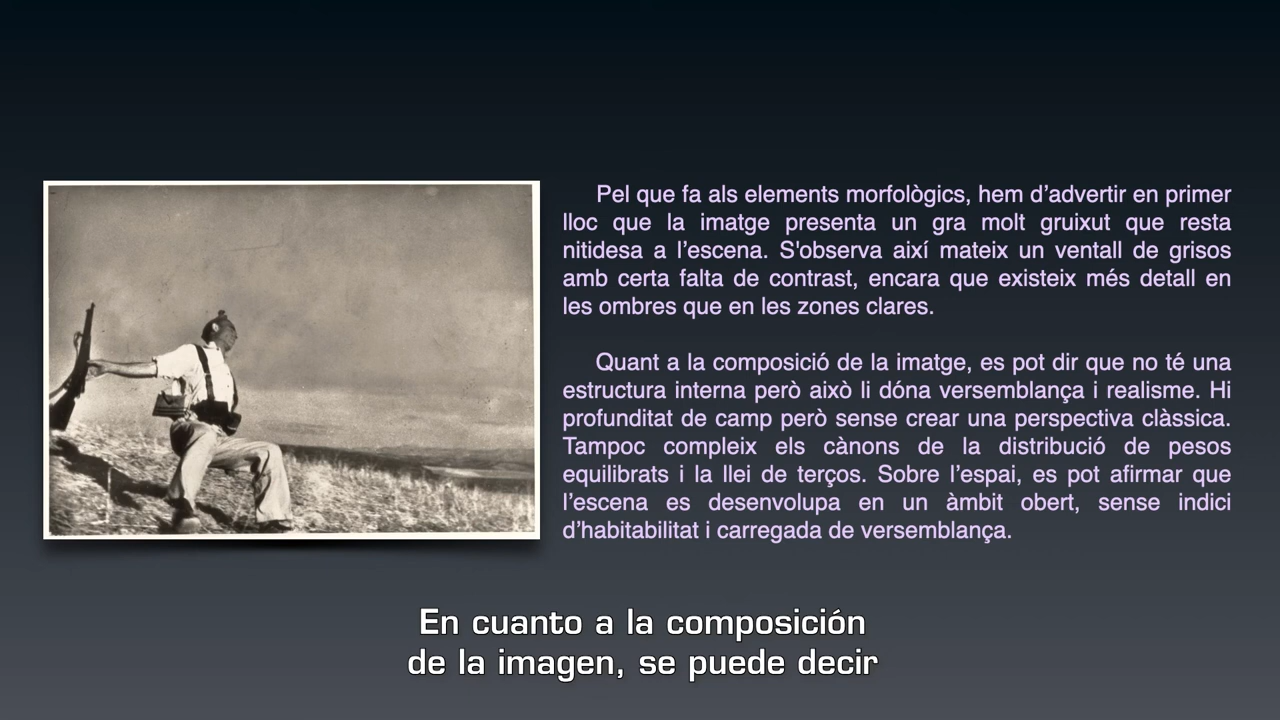 Pel que fa als elements morfològics, hem d’advertir en primer
lloc que la imatge presenta un gra molt gruixut que resta
nitidesa a l’escena. S'observa així mateix un ventall de grisos
amb certa falta de contrast, encara que existeix més detall en
les ombres que en les zones clares.
Quant a la composició de la imatge, es pot dir que no té una
estructura interna però això li dóna versemblança i realisme. Hi
profunditat de camp però sense crear una perspectiva clàssica.
Tampoc compleix els cànons de la distribució de pesos
equilibrats i la llei de terços. Sobre l’espai, es pot afirmar que
l’escena es desenvolupa en un àmbit obert, sense indici
d’habitabilitat i carregada de versemblança.
En cuanto a la composición
de la imagen, se puede decir